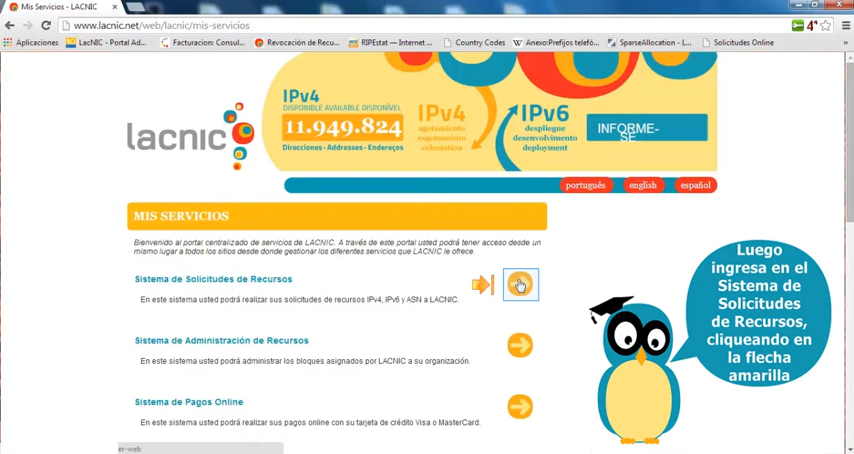 Mis Servicios - LACNIC
www.lacnic.net/web/lacnic/mis-servicios
Aplicaciones
LacNIC - Portal Ad...
Facturacion: Consul...
Revocación de Recu...
RIPEstat — Internet ...
Country Codes
Anexo:Prefijos teléfo...
SparseAllocation - L...
Solicitudes Online
lacnic
IPv4
DISPONIBLE AVAILABLE DISPONÍVEL
11.949.824
Direcciones - Addresses - Endereços
IPv4
agotamiento
esgotamento
exhaustion
IPv6
despliegue
desenvolvimento
deployment
INFORME-
SE
português
english
español
MIS SERVICIOS
Bienvenido al portal centralizado de servicios de LACNIC. A través de este portal usted podrá tener acceso desde un
mismo lugar a todos los sitios desde donde gestionar los diferentes servicios que LACNIC le ofrece.
Sistema de Solicitudes de Recursos
En este sistema usted podrá realizar sus solicitudes de recursos IPv4, IPv6 y ASN a LACNIC.
Sistema de Administración de Recursos
En este sistema usted podrá administrar los bloques asignados por LACNIC a su organización.
Sistema de Pagos Online
En este sistema usted podrá realizar sus pagos online con su tarjeta de crédito Visa o MasterCard.
Luego
ingresa en el
Sistema de
Solicitudes
de Recursos,
cliqueando en
la flecha
amarilla
er-web